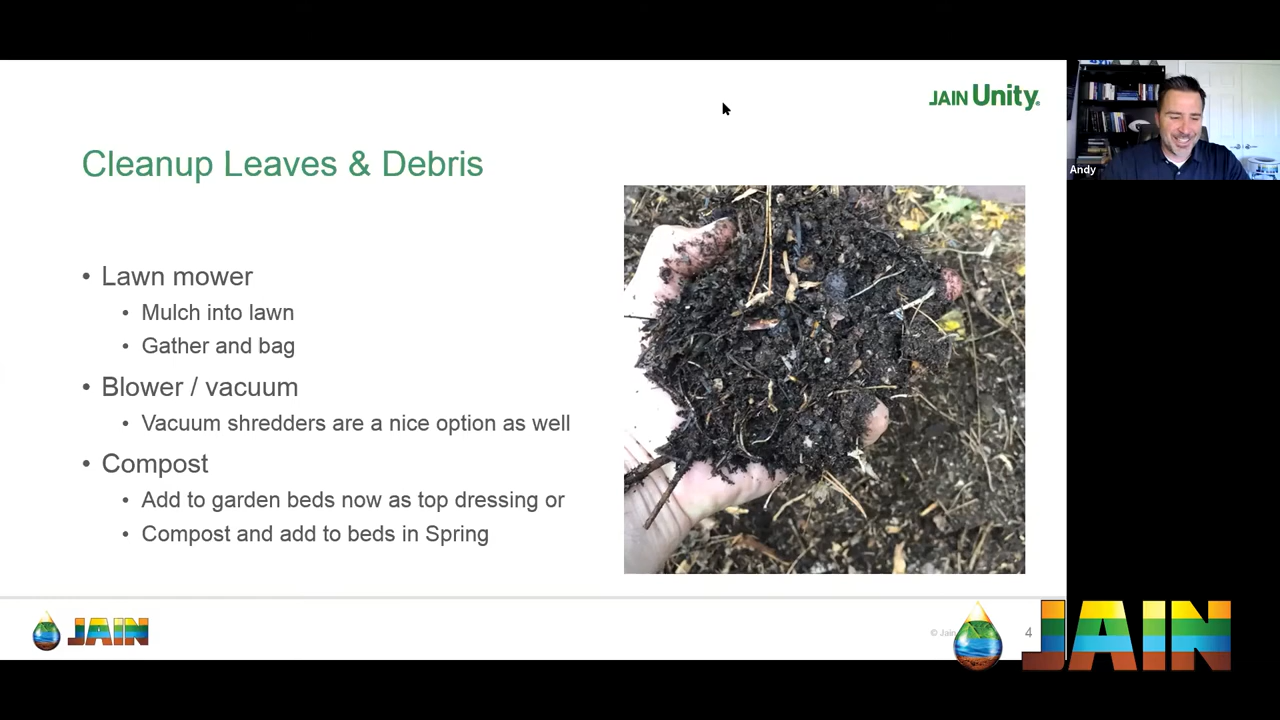 JAIN Unity®
Andy
Cleanup Leaves & Debris
• Lawn mower
• Mulch into lawn
• Gather and bag
• Blower / vacuum
• Vacuum shredders are a nice option as well
• Compost
• Add to garden beds now as top dressing or
• Compost and add to beds in Spring
JAIN
© Jain
4
JAIN